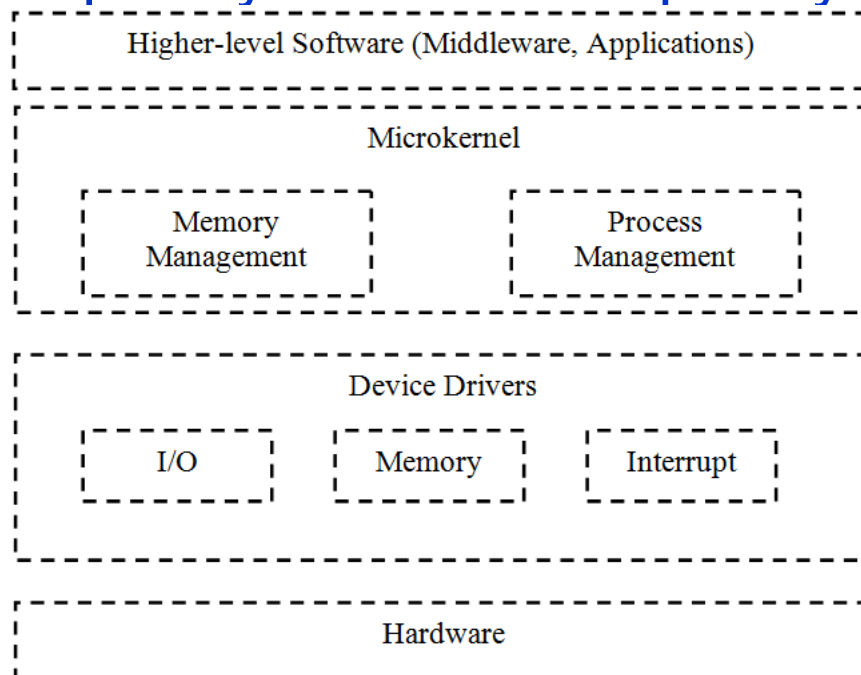 Higher-level Software (Middleware, Applications)
Microkernel
Memory
Management
Process
Management
Device Drivers
I/O
Memory
Interrupt
Hardware